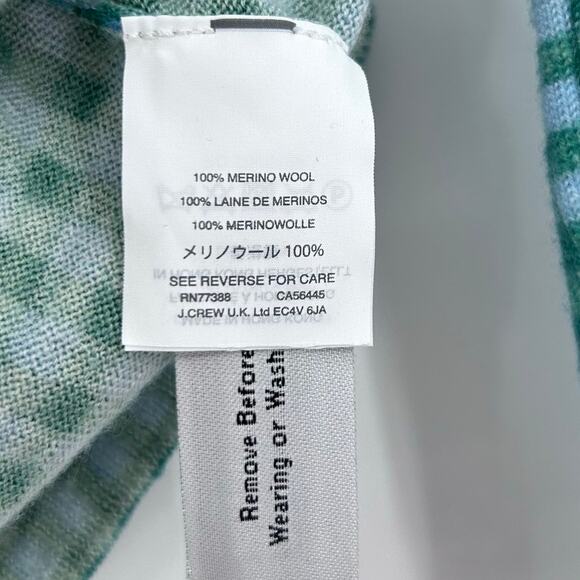 100% MERINO WOOL
100% LAINE DE MERINOS
100% MERINOWOLLE
メリノウール 100%
SEE REVERSE FOR CARE
RN77388 CA56445
J.CREW U.K. Ltd EC4V 6JA
Remove Before
Wearing or Wash